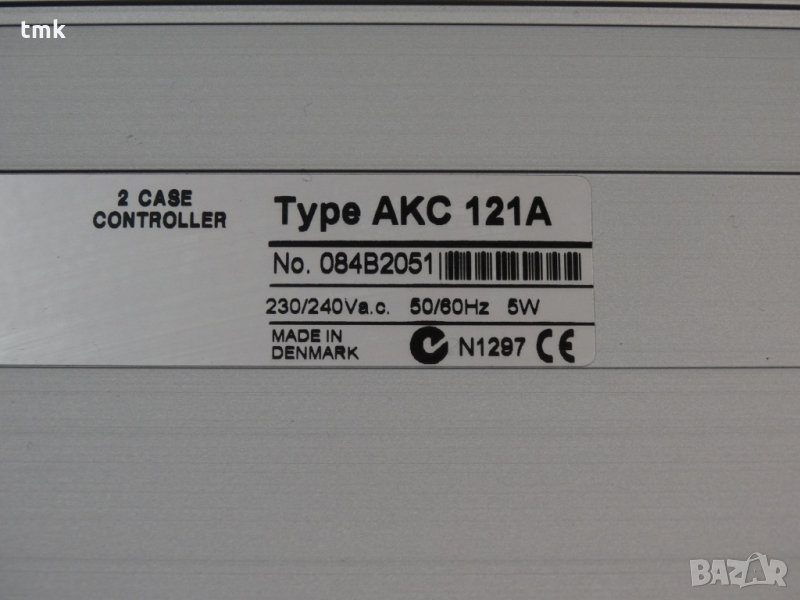 tmk
2 CASE
CONTROLLER
Type AKC 121A
No. 084B2051
230/240Va.c. 50/60Hz 5W
MADE IN
DENMARK
N1297 CE
BAZAR